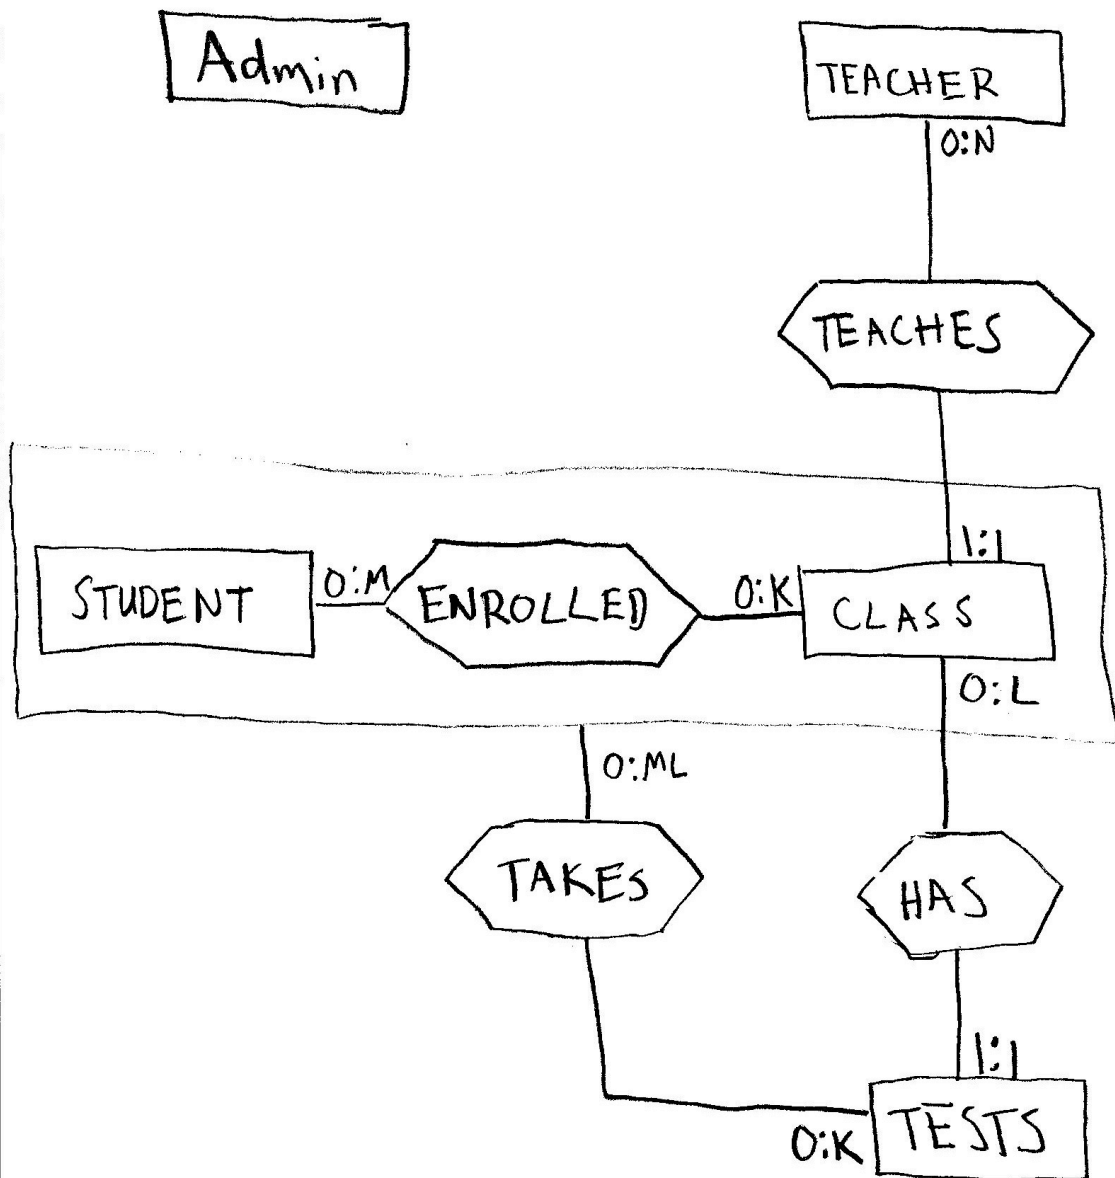 Admin
TEACHER
0:N
TEACHES
1:1
STUDENT
0:M
ENROLLED
0:K
CLASS
0:L
0:ML
TAKES
HAS
1:1
0:K
TESTS